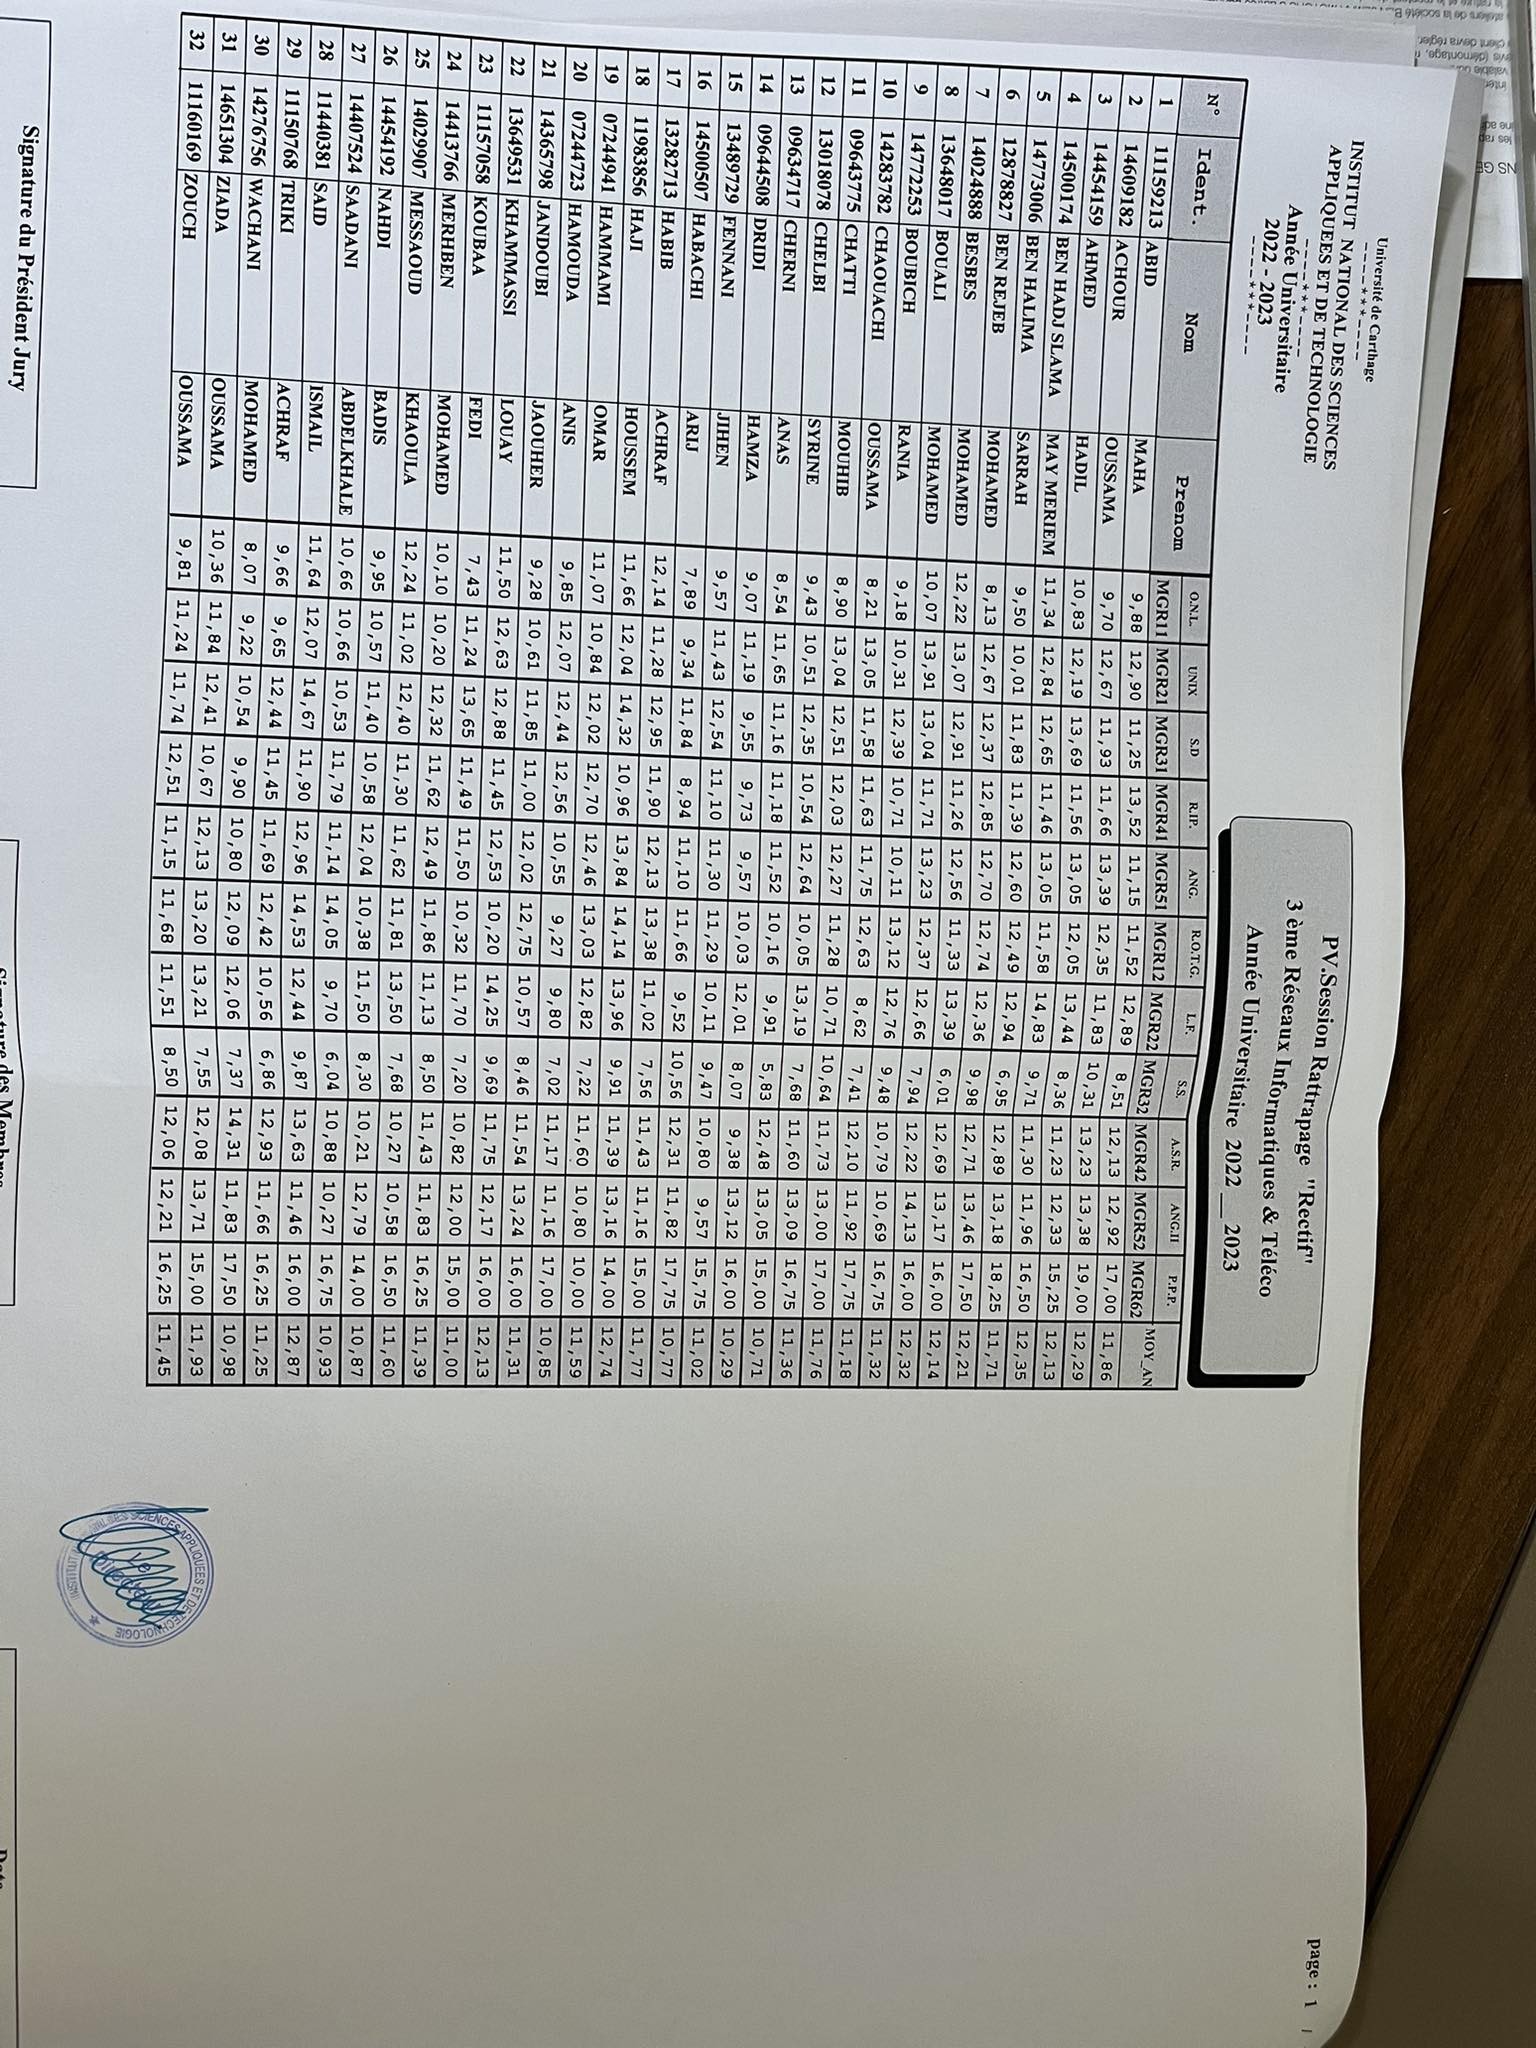 Université de Carthage
----***----
INSTITUT NATIONAL DES SCIENCES
APPLIQUEES ET DE TECHNOLOGIE
----***----
Année Universitaire
2022 - 2023
----***----
PV.Session Rattrapage "Rectif"
3 ème Réseaux Informatiques & Téléco
Année Universitaire 2022 __ 2023
page : 1 /
N° Ident. Nom Prenom O.N.L. UNIX S.D R.IP. ANG. R.O.T.G. L.F. S.S. A.S.R. ANG.II P.P.P. MOY_AN
MGR11 MGR21 MGR31 MGR41 MGR51 MGR12 MGR22 MGR32 MGR42 MGR52 MGR62
1 11159213 ABID MAHA 9,88 12,90 11,25 13,52 11,15 11,52 12,89 8,51 12,13 12,92 17,00 11,86
2 14609182 ACHOUR OUSSAMA 9,70 12,67 11,93 11,66 13,39 12,35 11,83 10,31 13,23 13,38 19,00 12,29
3 14454159 AHMED HADIL 10,83 12,19 13,69 11,56 13,05 12,05 13,44 8,36 11,23 12,33 15,25 12,13
4 14500174 BEN HADJ SLAMA MAY MERIEM 11,34 12,84 12,65 11,46 13,05 11,58 14,83 9,71 11,30 11,96 16,50 12,35
5 14773006 BEN HALIMA SARRAH 9,50 10,01 11,83 11,39 12,60 12,49 12,94 6,95 12,89 13,18 18,25 11,71
6 12878827 BEN REJEB MOHAMED 8,13 12,67 12,37 12,85 12,70 12,74 12,36 9,98 12,71 13,46 17,50 12,21
7 14024888 BESBES MOHAMED 12,22 13,07 12,91 11,26 12,56 11,33 13,39 6,01 12,69 13,17 16,00 12,14
8 13648017 BOUALI MOHAMED 10,07 13,91 13,04 11,71 13,23 12,37 12,66 7,94 12,22 14,13 16,00 12,32
9 14772253 BOUBICH RANIA 9,18 10,31 12,39 10,71 10,11 13,12 12,76 9,48 10,79 10,69 16,75 11,32
10 14283782 CHAOUACHI OUSSAMA 8,21 13,05 11,58 11,63 11,75 12,63 8,62 7,41 12,10 11,92 17,75 11,18
11 09643775 CHATTI MOUHIB 8,90 13,04 12,51 12,03 12,27 11,28 10,71 10,64 11,73 13,00 17,00 11,76
12 13018078 CHELBI SYRINE 9,43 10,51 12,35 10,54 12,64 10,05 13,19 7,68 11,60 13,09 16,75 11,36
13 09634717 CHERNI ANAS 8,54 11,65 11,16 11,18 11,52 10,16 9,91 5,83 12,48 13,05 15,00 10,71
14 09644508 DRIDI HAMZA 9,07 11,19 9,55 9,73 9,57 10,03 12,01 8,07 9,38 13,12 16,00 10,29
15 13489729 FENNANI JIHEN 9,57 11,43 12,54 11,10 11,30 11,29 10,11 9,47 10,80 9,57 15,75 11,02
16 14500507 HABACHI ARIJ 7,89 9,34 11,84 8,94 11,10 11,66 9,52 10,56 12,31 11,82 17,75 10,77
17 13282713 HABIB ACHRAF 12,14 11,28 12,95 11,90 12,13 13,38 11,02 7,56 11,43 11,16 15,00 11,77
18 11983856 HAJI HOUSSEM 11,66 12,04 14,32 10,96 13,84 14,14 13,96 9,91 11,39 13,16 14,00 12,74
19 07244941 HAMMAMI OMAR 11,07 10,84 12,02 12,70 12,46 13,03 12,82 7,22 11,60 10,80 10,00 11,59
20 07244723 HAMOUDA ANIS 9,85 12,07 12,44 12,56 10,55 9,27 9,80 7,02 11,17 11,16 17,00 10,85
21 14365798 JANDOUBI JAOUHER 9,28 10,61 11,85 11,00 12,02 12,75 10,57 8,46 11,54 13,24 16,00 11,31
22 13649531 KHAMMASSI LOUAY 11,50 12,63 12,88 11,45 12,53 10,20 14,25 9,69 11,75 12,17 16,00 12,13
23 11157058 KOUBAA FEDI 7,43 11,24 13,65 11,49 11,50 10,32 11,70 7,20 10,82 12,00 15,00 11,00
24 14413766 MERHBEN MOHAMED 10,10 10,20 12,32 11,62 12,49 11,86 11,13 8,50 11,43 11,83 16,25 11,39
25 14029907 MESSAOUD KHAOULA 12,24 11,02 12,40 11,30 11,62 11,81 13,50 7,68 10,27 10,58 16,50 11,60
26 14454192 NAHDI BADIS 9,95 10,57 11,40 10,58 12,04 10,38 11,50 8,30 10,21 12,79 14,00 10,87
27 14407524 SAADANI ABDELKHALE 10,66 10,66 10,53 11,79 11,14 14,05 9,70 6,04 10,88 10,27 16,75 10,93
28 11440381 SAID ISMAIL 11,64 12,07 14,67 11,90 12,96 14,53 12,44 9,87 13,63 11,46 16,00 12,87
29 11150768 TRIKI ACHRAF 9,66 9,65 12,44 11,45 11,69 12,42 10,56 6,86 12,93 11,66 16,25 11,25
30 14276756 WACHANI MOHAMED 8,07 9,22 10,54 9,90 10,80 12,09 12,06 7,37 14,31 11,83 17,50 10,98
31 14651304 ZIADA OUSSAMA 10,36 11,84 12,41 10,67 12,13 13,20 13,21 7,55 12,08 13,71 15,00 11,93
32 11160169 ZOUCH OUSSAMA 9,81 11,24 11,74 12,51 11,15 11,68 11,51 8,50 12,06 12,21 16,25 11,45
Signature du Président Jury
Signature des Membres
Date